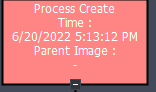 Process Create
Time :
6/20/2022 5:13:12 PM
Parent Image :
-